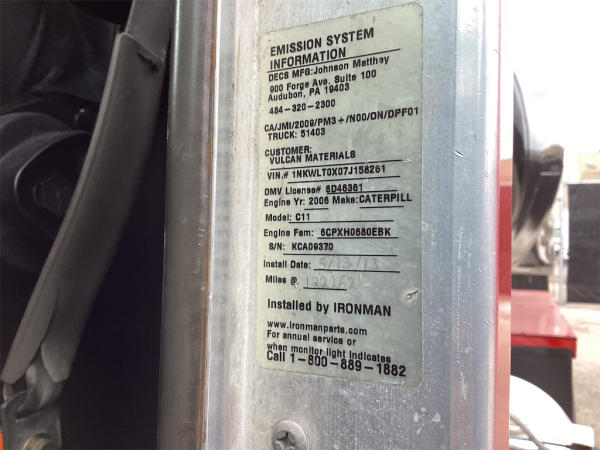 EMISSION SYSTEM
INFORMATION
DECS MFG:Johnson Matthey
900 Forge Ave. Suite 100
Audubon, PA 19403
484-320-2300
CA/JMI/2009/PM3+/N00/ON/DPF01
TRUCK: 51403
CUSTOMER:
VULCAN MATERIALS
VIN.# 1NKWLT0X07J158261
DMV License# 8D46361
Engine Yr: 2006 Make:CATERPILL
Model: C11
Engine Fam: 6CPXH0680EBK
S/N: KCA09370
Install Date: 5/13/13
Miles @ 132262
Installed by IRONMAN
www.ironmanparts.com
For annual service or
when monitor light indicates
Call 1-800-889-1882